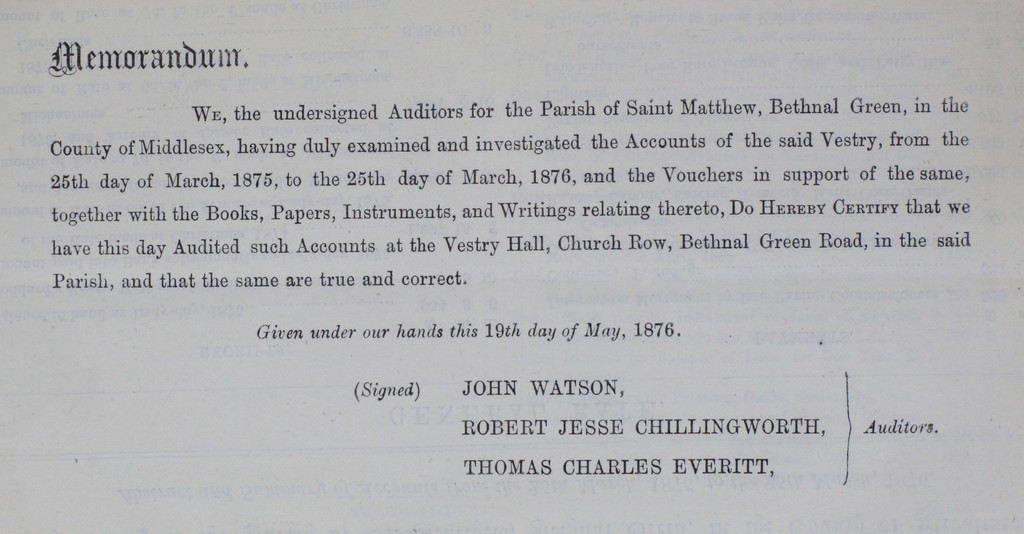 Memorandum.
WE, the undersigned Auditors for the Parish of Saint Matthew, Bethnal Green, in the
County of Middlesex, having duly examined and investigated the Accounts of the said Vestry, from the
25th day of March, 1875, to the 25th day of March, 1876, and the Vouchers in support of the same,
together with the Books, Papers, Instruments, and Writings relating thereto, DO HEREBY CERTIFY that we
have this day Audited such Accounts at the Vestry Hall, Church Row, Bethnal Green Road, in the said
Parish, and that the same are true and correct.
Given under our hands this 19th day of May, 1876.
(Signed) JOHN WATSON,
ROBERT JESSE CHILLINGWORTH, Auditors.
THOMAS CHARLES EVERITT,